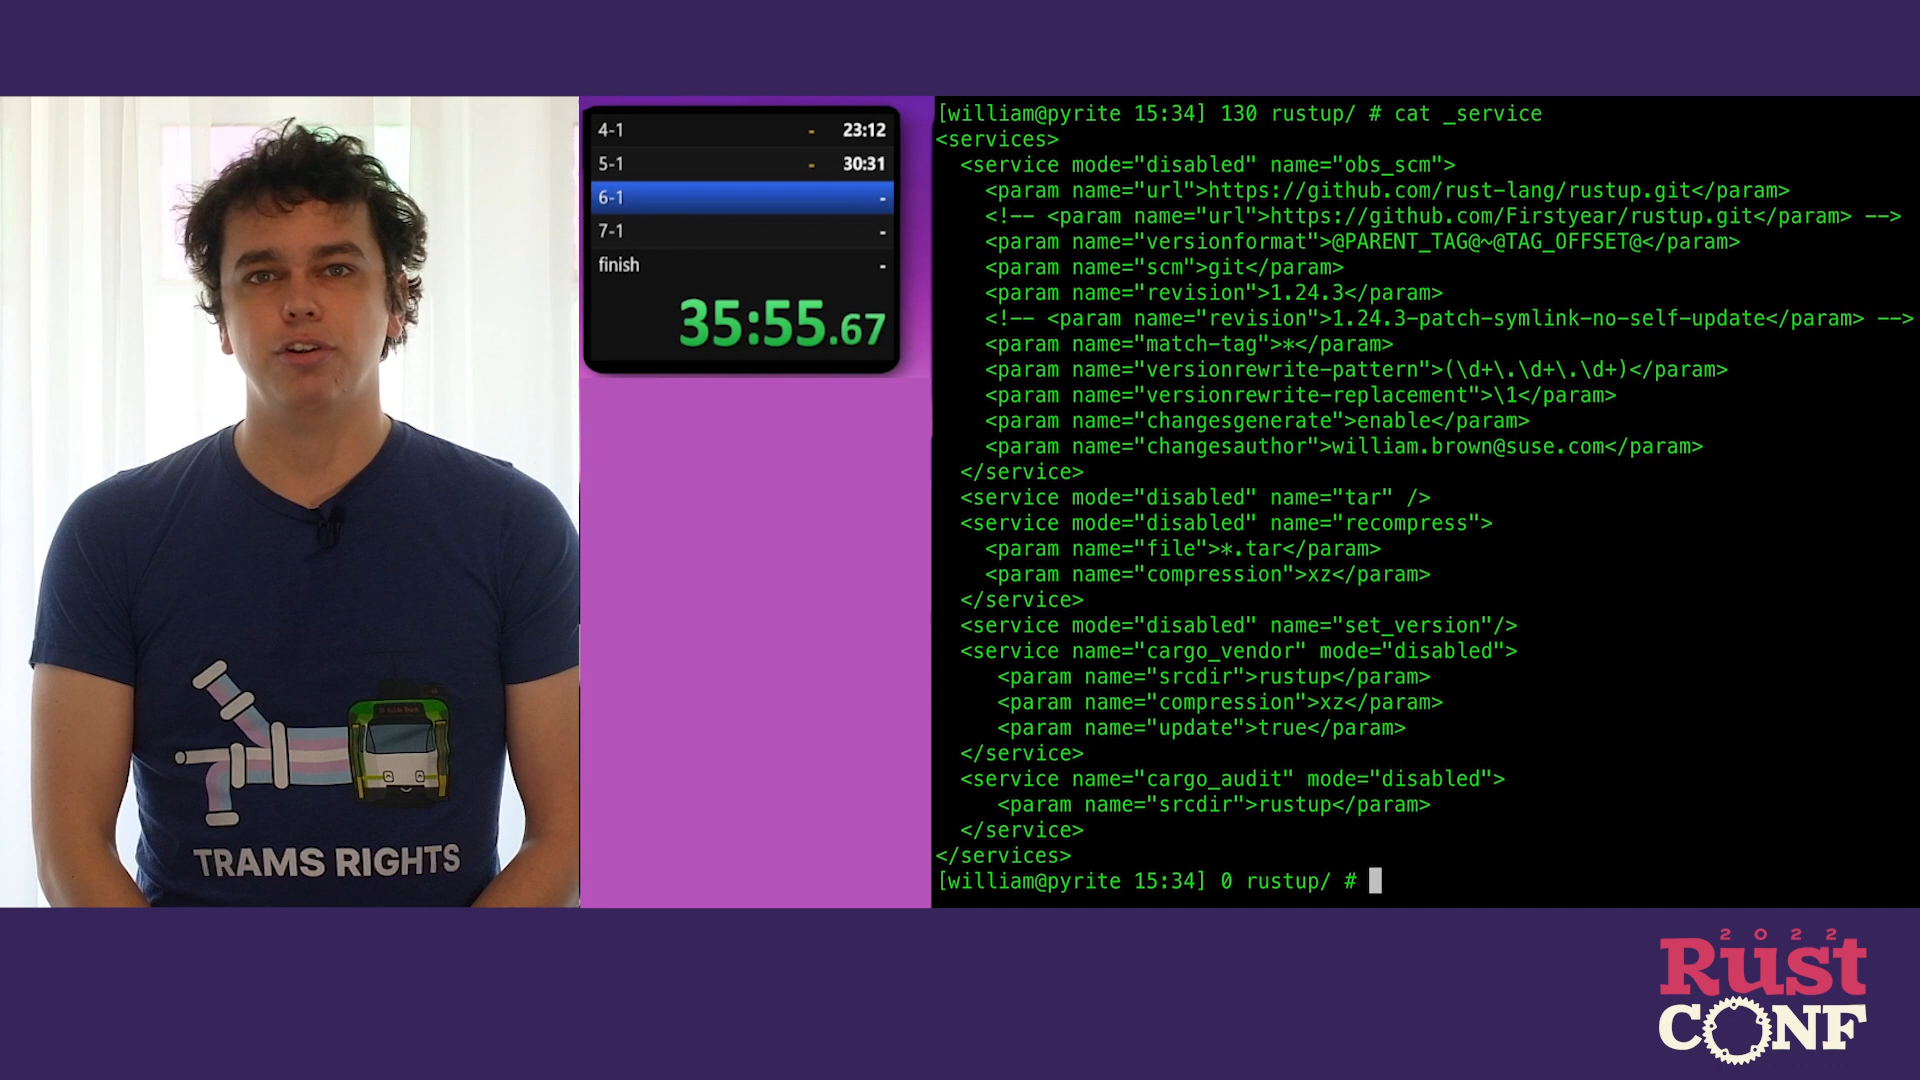 TRAMS RIGHTS
4-1 - 23:12
5-1 - 30:31
6-1 -
7-1 -
finish -
35:55.67
[william@pyrite 15:34] 130 rustup/ # cat _service
<services>
  <service mode="disabled" name="obs_scm">
    <param name="url">https://github.com/rust-lang/rustup.git</param>
    <!-- <param name="url">https://github.com/Firstyear/rustup.git</param> -->
    <param name="versionformat">@PARENT_TAG@~@TAG_OFFSET@</param>
    <param name="scm">git</param>
    <param name="revision">1.24.3</param>
    <!-- <param name="revision">1.24.3-patch-symlink-no-self-update</param> -->
    <param name="match-tag">*</param>
    <param name="versionrewrite-pattern">(\d+\.\d+\.\d+)</param>
    <param name="versionrewrite-replacement">\1</param>
    <param name="changesgenerate">enable</param>
    <param name="changesauthor">william.brown@suse.com</param>
  </service>
  <service mode="disabled" name="tar" />
  <service mode="disabled" name="recompress">
    <param name="file">*.tar</param>
    <param name="compression">xz</param>
  </service>
  <service mode="disabled" name="set_version"/>
  <service name="cargo_vendor" mode="disabled">
     <param name="srcdir">rustup</param>
     <param name="compression">xz</param>
     <param name="update">true</param>
  </service>
  <service name="cargo_audit" mode="disabled">
     <param name="srcdir">rustup</param>
  </service>
</services>
[william@pyrite 15:34] 0 rustup/ #
2022
Rust
CONF